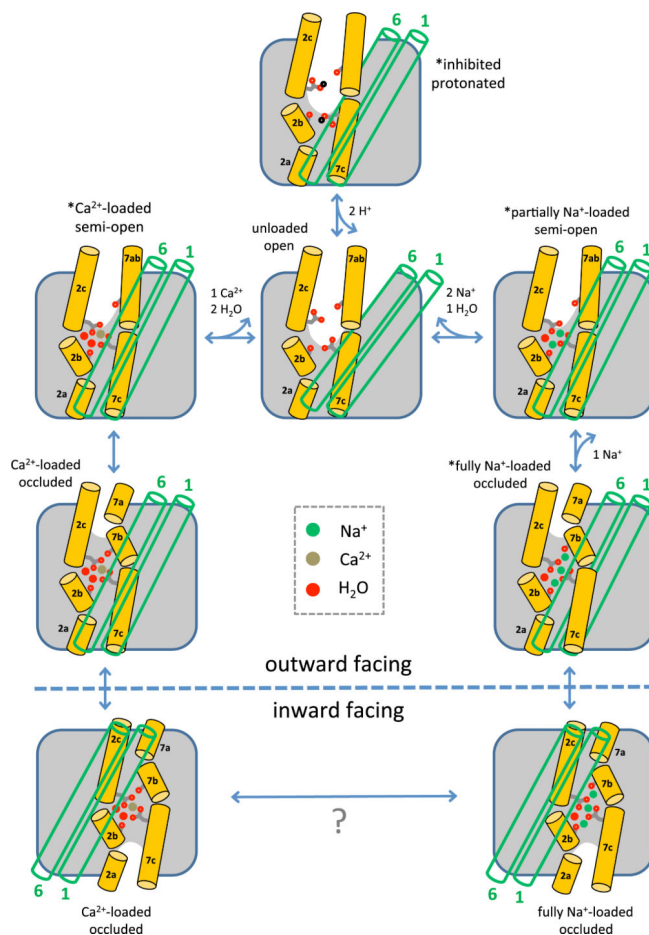 6 1
2c
*inhibited
protonated
2b
2a
7c
2 H⁺
*Ca²⁺-loaded
semi-open
unloaded
open
*partially Na⁺-loaded
semi-open
7ab
6 1
2c
2b
2a
7c
1 Ca²⁺
2 H₂O
7ab
6
1
2c
2b
2a
7c
2 Na⁺
1 H₂O
7ab
6 1
2c
2b
2a
7c
1 Na⁺
Ca²⁺-loaded
occluded
*fully Na⁺-loaded
occluded
7a
6 1
2c
7b
2b
2a
7c
Na⁺
Ca²⁺
H₂O
7a
6 1
2c
7b
2b
2a
7c
outward facing
inward facing
2c
7a
7b
2b
7c
2a
6 1
Ca²⁺-loaded
occluded
?
2c
7a
7b
2b
7c
2a
6 1
fully Na⁺-loaded
occluded